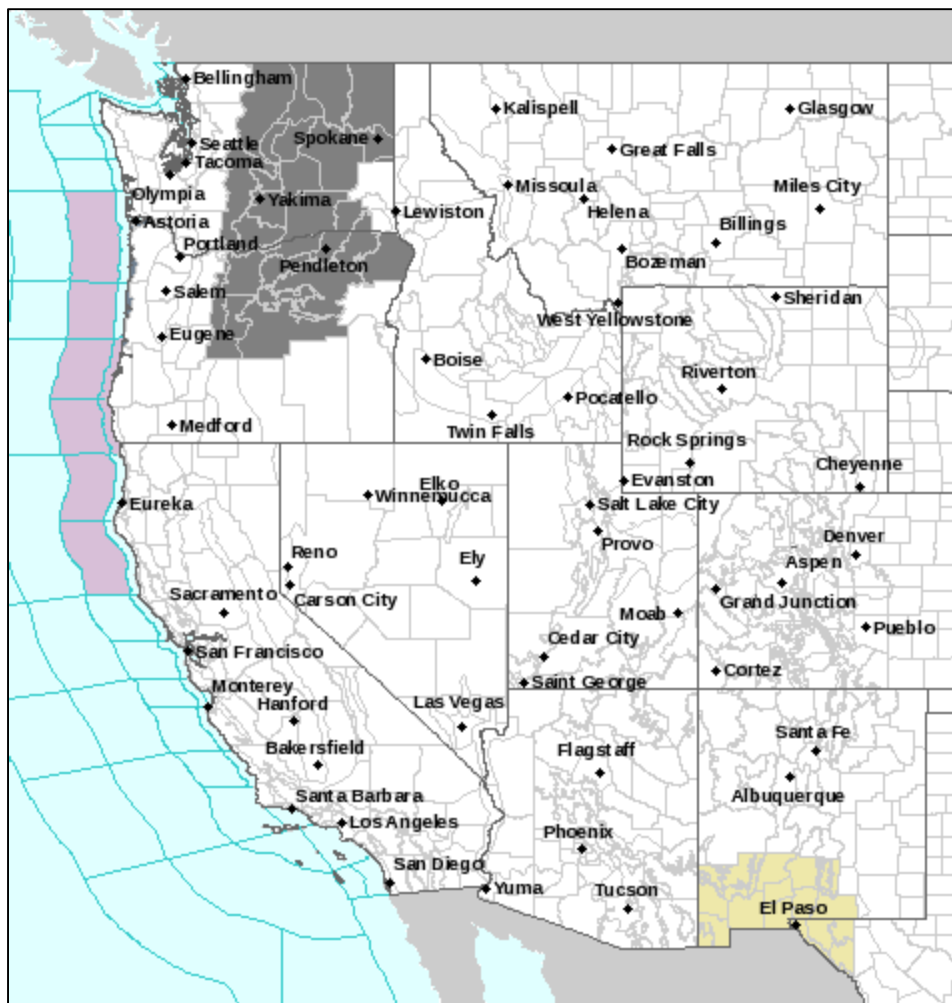 Bellingham
Kalispell
Glasgow
Spokane
Seattle
Great Falls
Tacoma
Missoula
Miles City
Olympia
Yakima
Helena
Lewiston
Astoria
Billings
Portland
Pendleton
Bozeman
Salem
Sheridan
West Yellowstone
Eugene
Boise
Riverton
Pocatello
Medford
Twin Falls
Rock Springs
Cheyenne
Elko
Evanston
Winnemucca
Eureka
Salt Lake City
Denver
Provo
Reno
Ely
Aspen
Sacramento
Carson City
Grand Junction
Moab
Pueblo
Cedar City
San Francisco
Cortez
Saint George
Monterey
Las Vegas
Hanford
Santa Fe
Bakersfield
Flagstaff
Albuquerque
Santa Barbara
Los Angeles
Phoenix
San Diego
Yuma
Tucson
El Paso